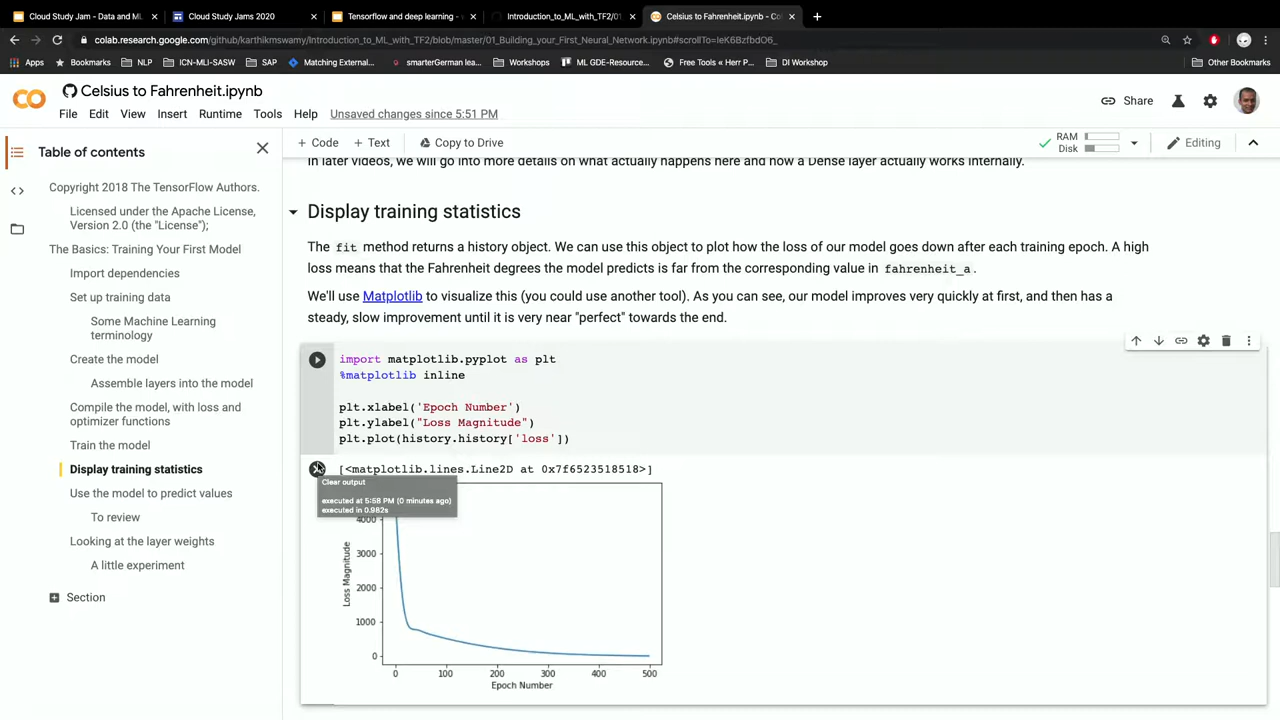 Cloud Study Jam - Data and ML
Cloud Study Jams 2020
Tensorflow and deep learning -
Introduction_to_ML_with_TF2/01
Celsius to Fahrenheit.ipynb - Co
colab.research.google.com/github/karthikmswamy/Introduction_to_ML_with_TF2/blob/master/01_Building_your_First_Neural_Network.ipynb#scrollTo=IeK6BzfbdO6_
Apps
Bookmarks
NLP
ICN-MLI-SASW
SAP
Matching External...
smarterGerman lea...
Workshops
ML GDE-Resource...
Free Tools « Herr P...
DI Workshop
Other Bookmarks
Celsius to Fahrenheit.ipynb
Share
File Edit View Insert Runtime Tools Help Unsaved changes since 5:51 PM
+ Code + Text Copy to Drive
RAM
Disk
Editing
Table of contents
Copyright 2018 The TensorFlow Authors.
Licensed under the Apache License,
Version 2.0 (the "License");
The Basics: Training Your First Model
Import dependencies
Set up training data
Some Machine Learning
terminology
Create the model
Assemble layers into the model
Compile the model, with loss and
optimizer functions
Train the model
Display training statistics
Use the model to predict values
To review
Looking at the layer weights
A little experiment
Section
In later videos, we will go into more details on what actually happens here and how a Dense layer actually works internally.
Display training statistics
The fit method returns a history object. We can use this object to plot how the loss of our model goes down after each training epoch. A high
loss means that the Fahrenheit degrees the model predicts is far from the corresponding value in fahrenheit_a.
We'll use Matplotlib to visualize this (you could use another tool). As you can see, our model improves very quickly at first, and then has a
steady, slow improvement until it is very near "perfect" towards the end.
import matplotlib.pyplot as plt
%matplotlib inline
plt.xlabel('Epoch Number')
plt.ylabel("Loss Magnitude")
plt.plot(history.history['loss'])
[<matplotlib.lines.Line2D at 0x7f6523518518>]
Clear output
executed at 5:58 PM (0 minutes ago)
executed in 0.982s
4000
3000
2000
1000
0
Loss Magnitude
0 100 200 300 400 500
Epoch Number